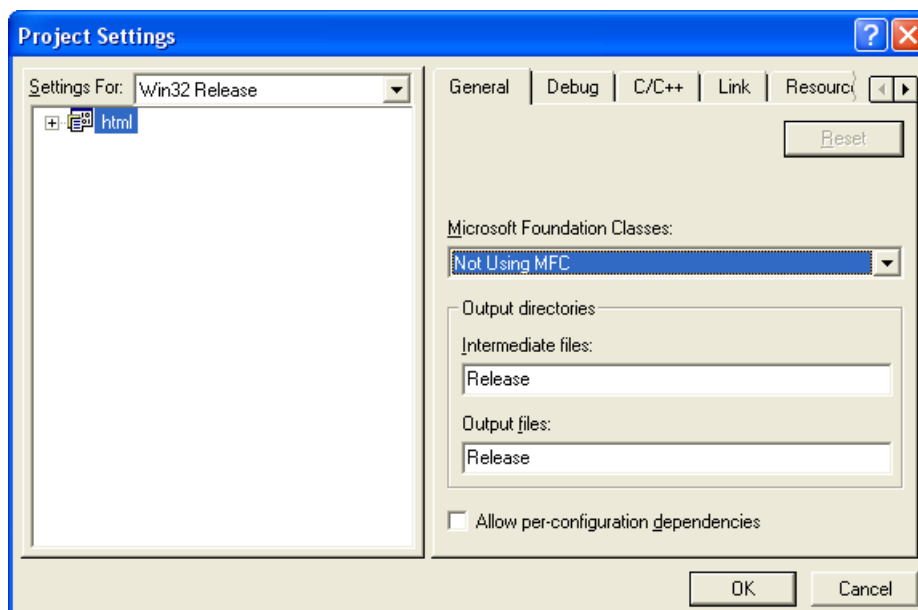 Project Settings
Settings For: Win32 Release
html
General Debug C/C++ Link
Reset
Microsoft Foundation Classes:
Not Using MFC
Output directories
Intermediate files:
Release
Output files:
Release
Allow per-configuration dependencies
OK Cancel